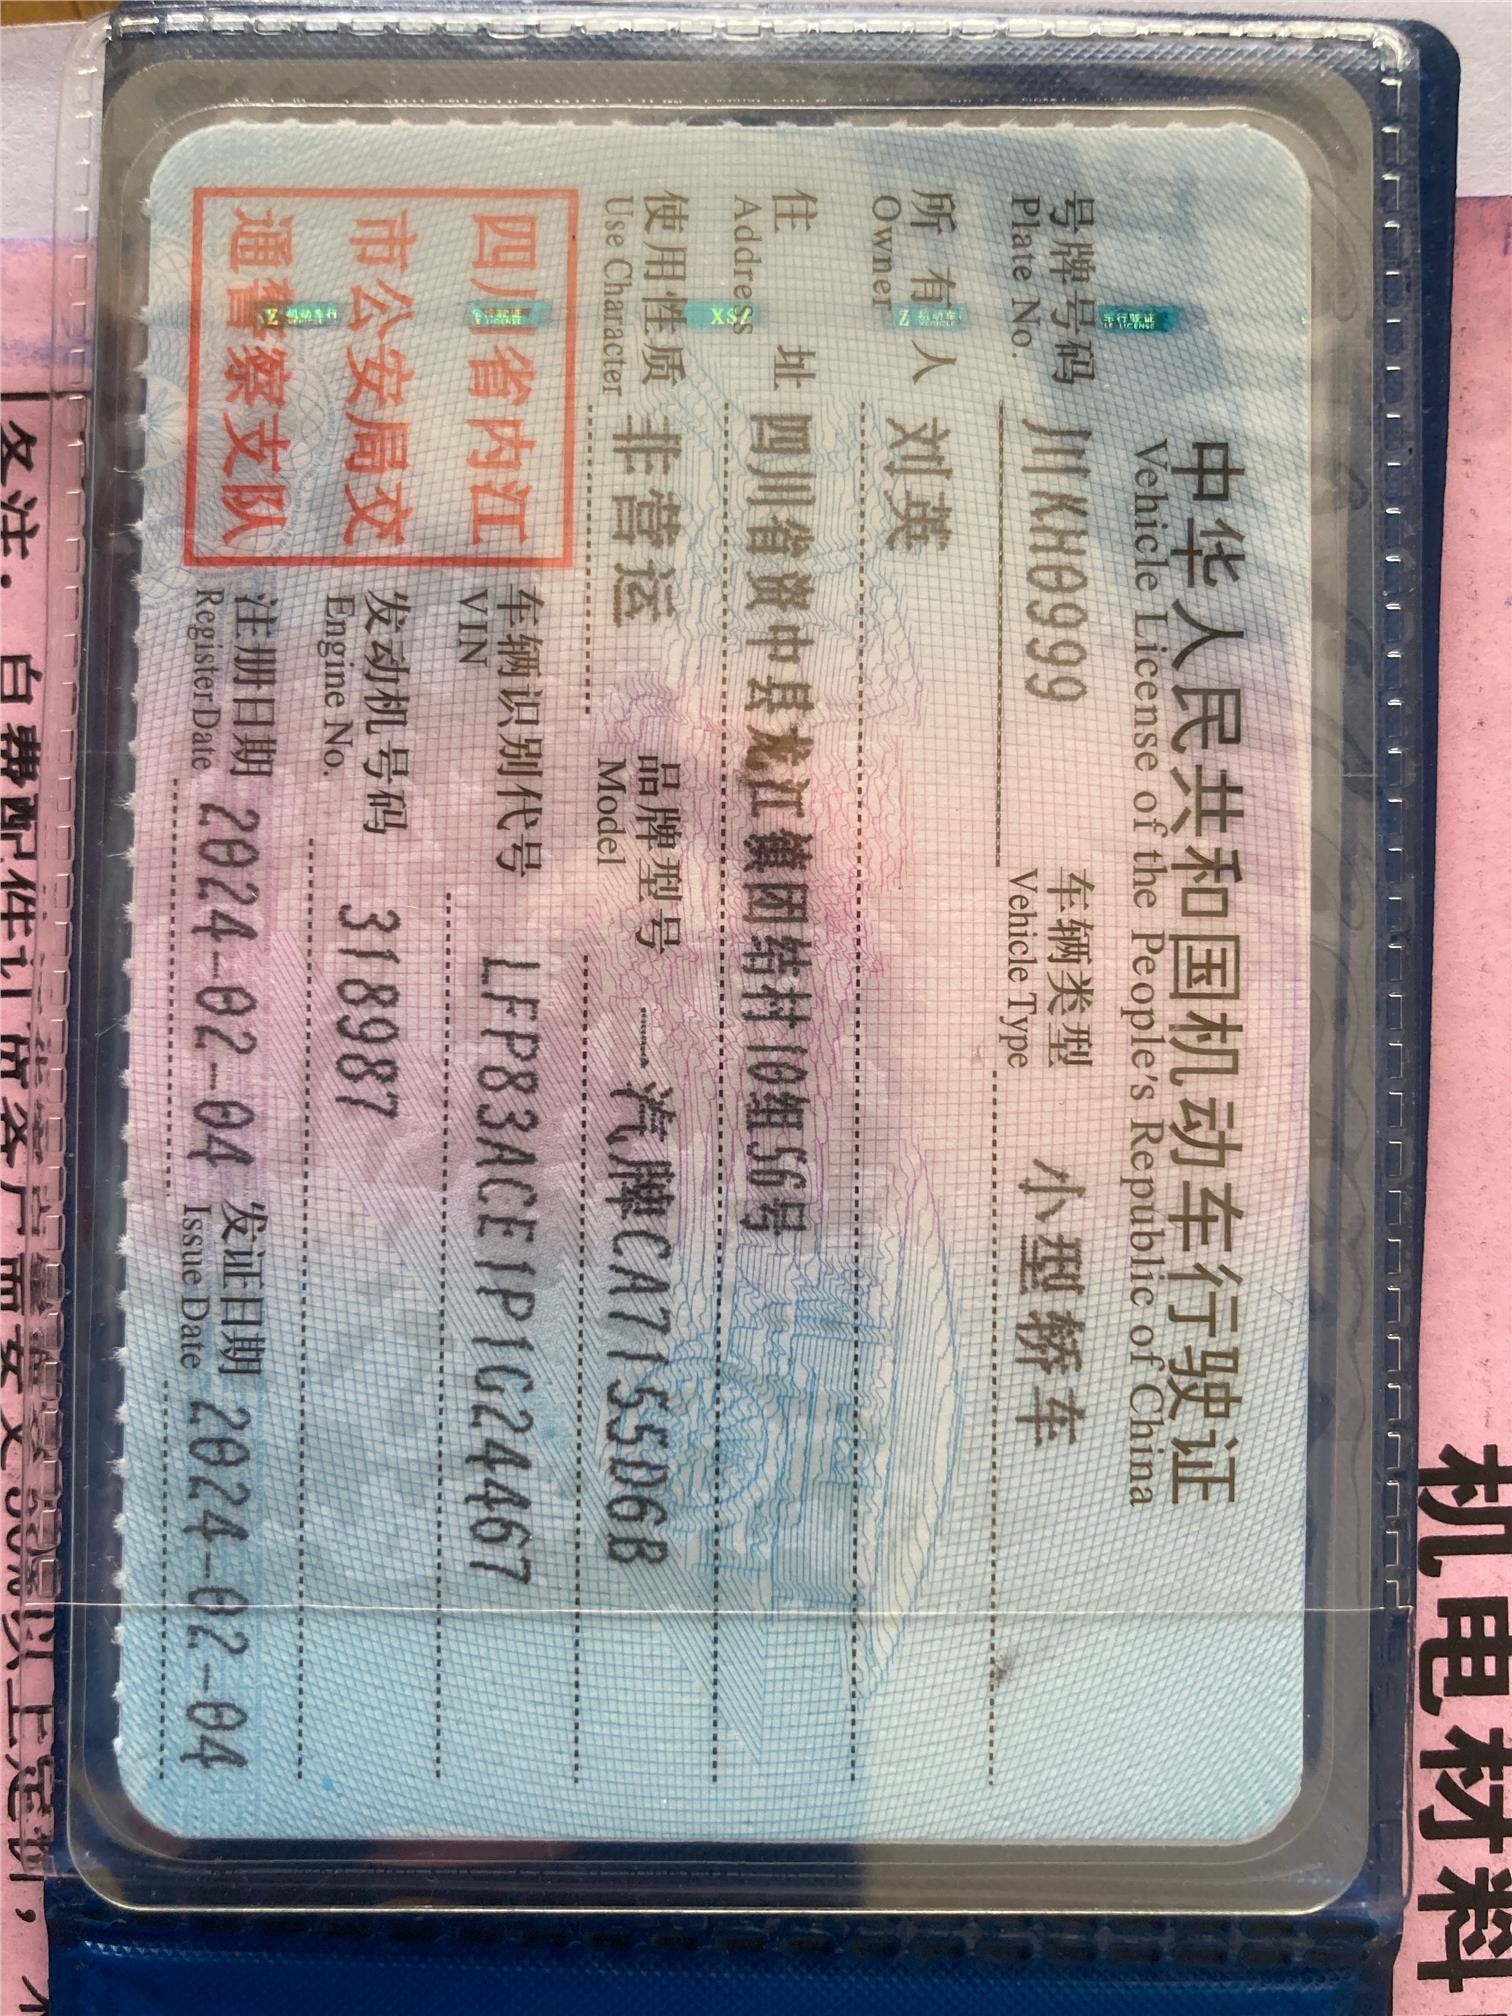 中华人民共和国机动车行驶证
Vehicle License of the People's Republic of China
号牌号码 川KH0999 车辆类型 小型轿车
Plate No. Vehicle Type
所有人 刘英
Owner
住址 四川省资中县龙江镇团结村10组56号
Address
使用性质 非营运 品牌型号 一汽牌CA7155D6B
Use Character Model
四川省内江
市公安局交
通警察支队
车辆识别代号 LFP83ACE1P1G24467
VIN
发动机号码 318987
Engine No.
注册日期 2024-02-04 发证日期 2024-02-04
Register Date Issue Date
机电材料